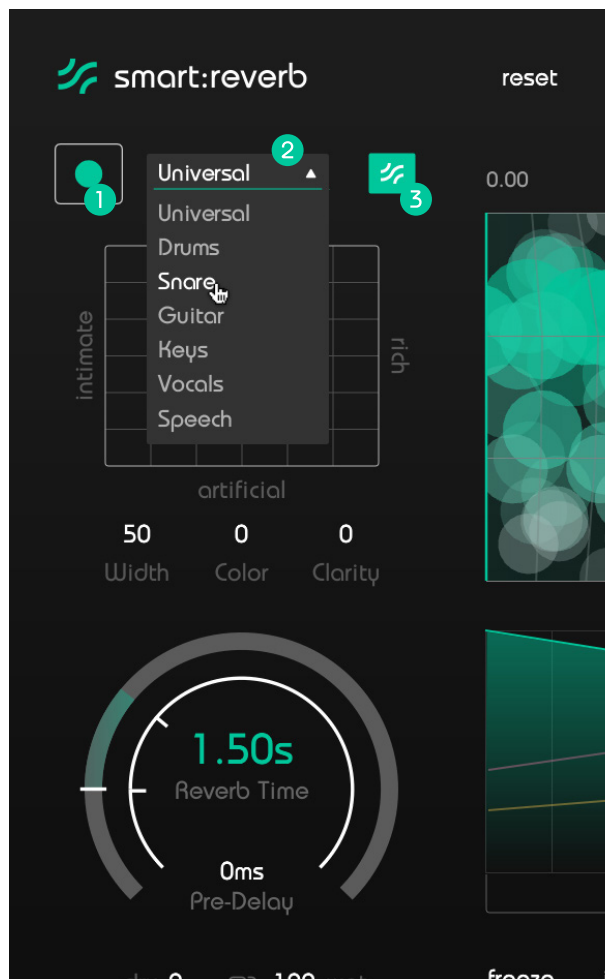 smart:reverb
reset
1
Universal
2
3
0.00
Universal
Drums
Snare
Guitar
Keys
Vocals
Speech
intimate
rich
artificial
50 0 0
Width Color Clarity
1.50s
Reverb Time
0ms
Pre-Delay